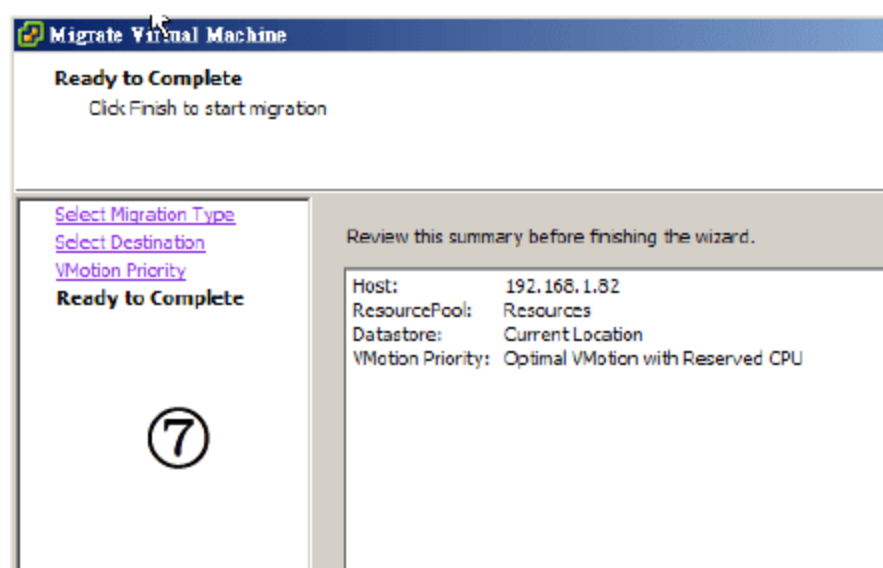 Migrate Virtual Machine
Ready to Complete
Click Finish to start migration
Select Migration Type
Select Destination
VMotion Priority
Ready to Complete
⑦
Review this summary before finishing the wizard.
Host: 192.168.1.82
ResourcePool: Resources
Datastore: Current Location
VMotion Priority: Optimal VMotion with Reserved CPU